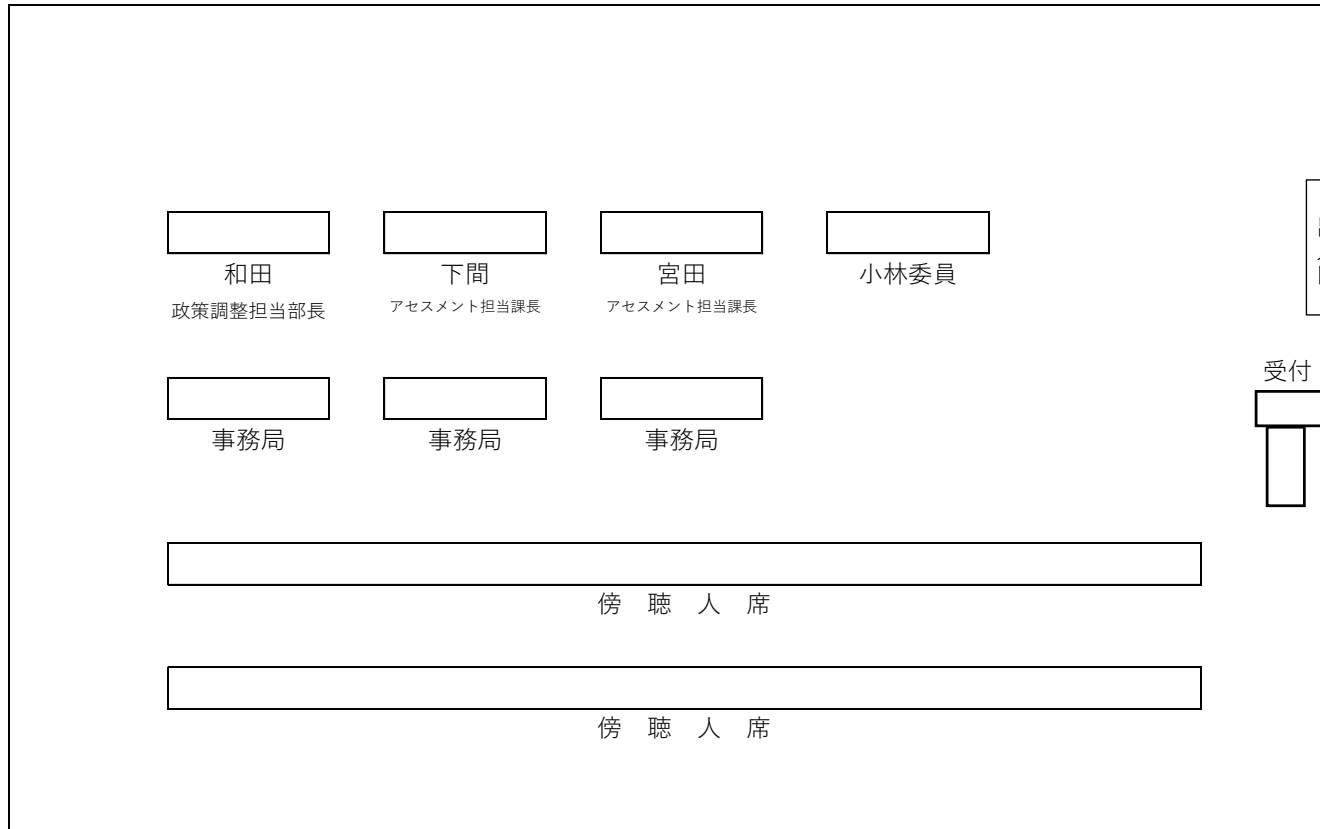 和田
下間
宮田
小林委員
政策調整担当部長
アセスメント担当課長
アセスメント担当課長
受付
事務局
事務局
事務局
傍 聴 人 席
傍 聴 人 席